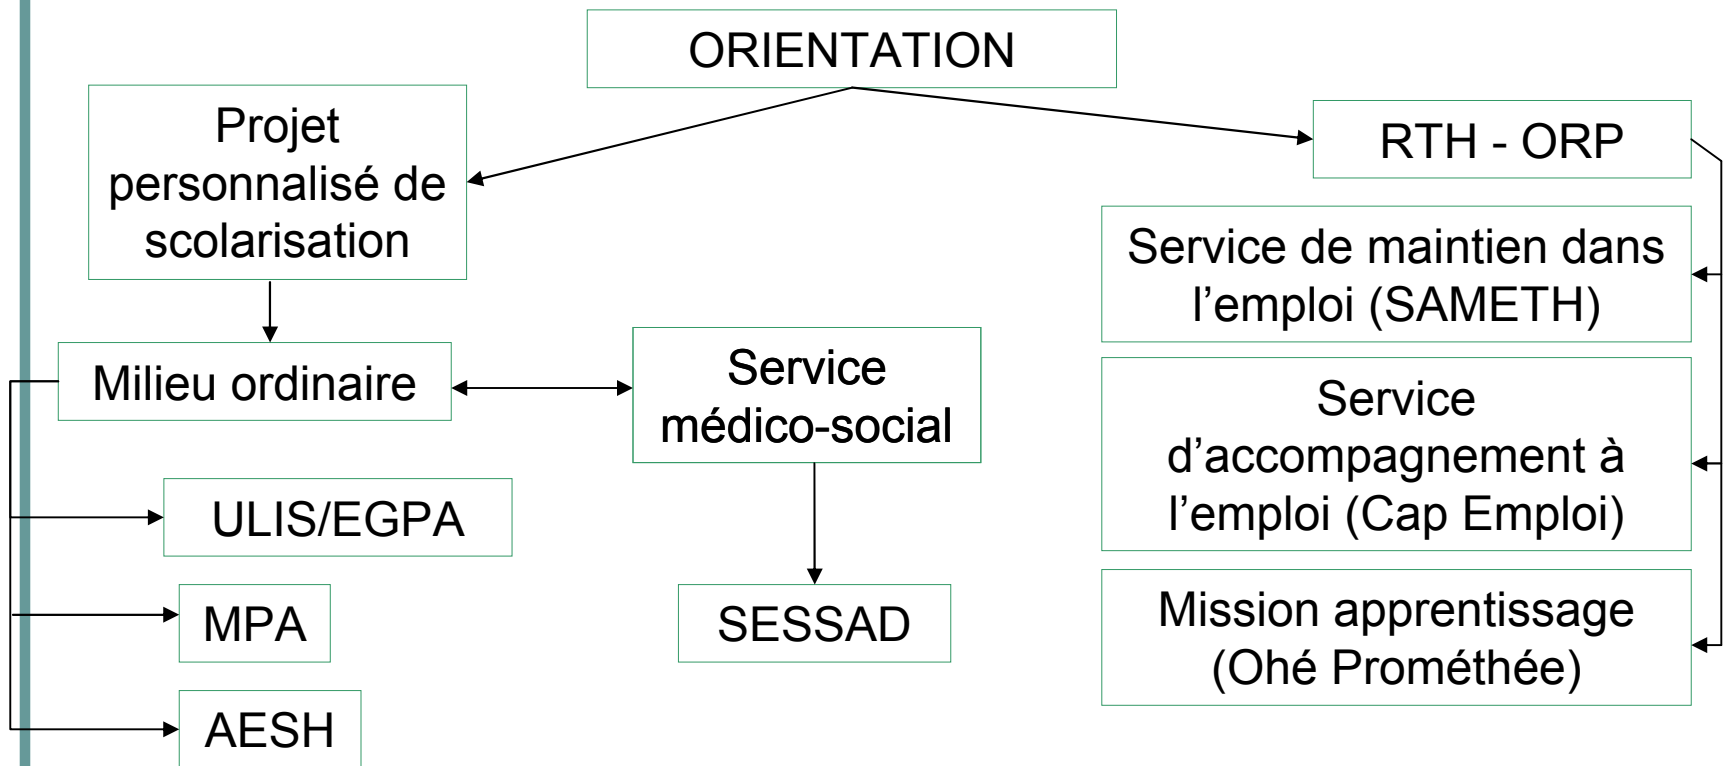 ORIENTATION
Projet
personnalisé de
scolarisation
RTH - ORP
Service de maintien dans
l’emploi (SAMETH)
Milieu ordinaire
Service
médico-social
Service
d’accompagnement à
l’emploi (Cap Emploi)
ULIS/EGPA
MPA
SESSAD
Mission apprentissage
(Ohé Prométhée)
AESH